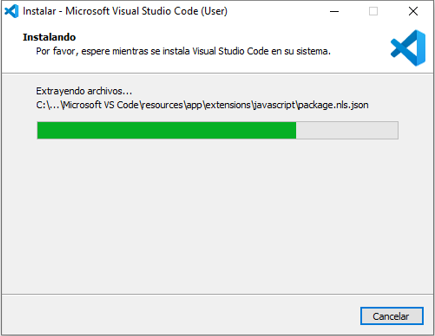 Instalar - Microsoft Visual Studio Code (User)
Instalando
Por favor, espere mientras se instala Visual Studio Code en su sistema.
Extrayendo archivos...
C:\...\Microsoft VS Code\resources\app\extensions\javascript\package.nls.json
Cancelar